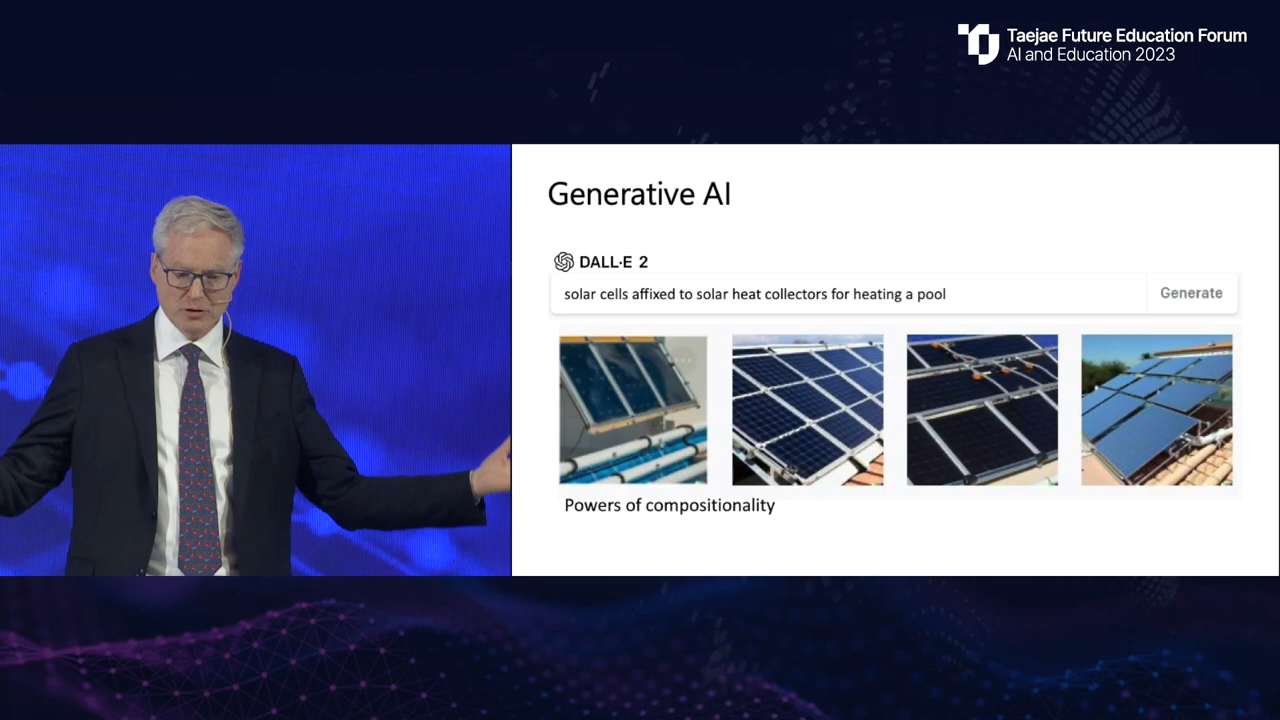 Taejae Future Education Forum
AI and Education 2023
Generative AI
DALL·E 2
solar cells affixed to solar heat collectors for heating a pool
Generate
Powers of compositionality